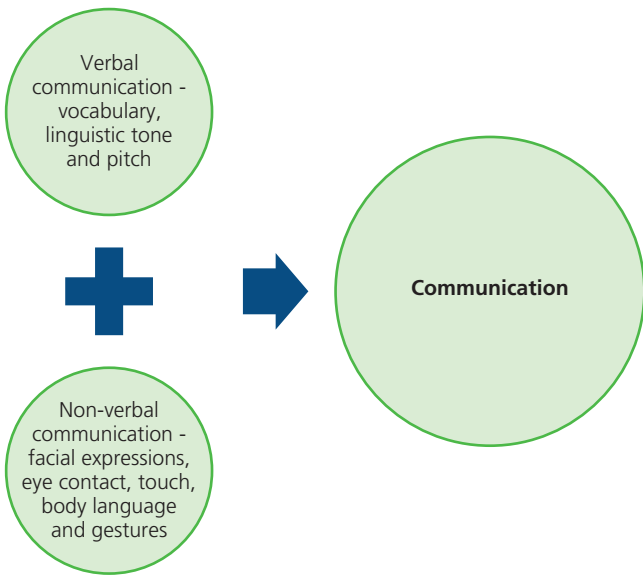 Verbal
communication -
vocabulary,
linguistic tone
and pitch
Communication
Non-verbal
communication -
facial expressions,
eye contact, touch,
body language
and gestures